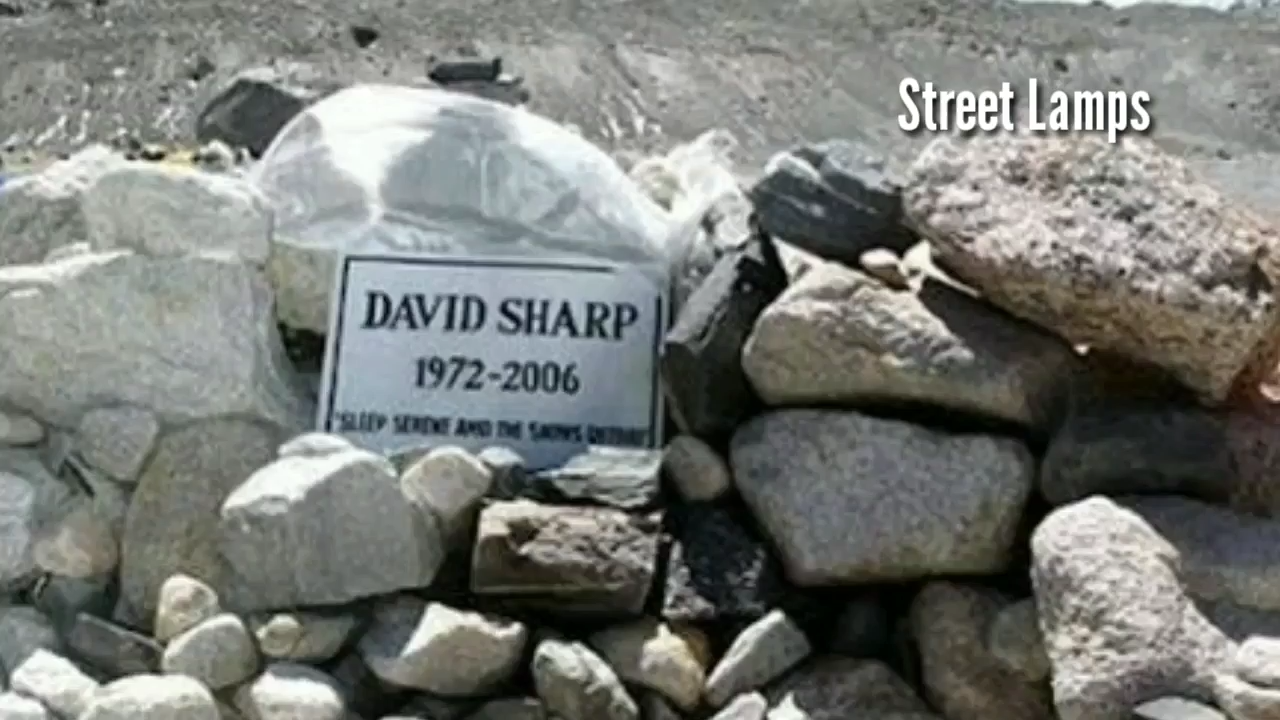 Street Lamps
DAVID SHARP
1972-2006
"SLEEP SERENE AND THE SNOWS